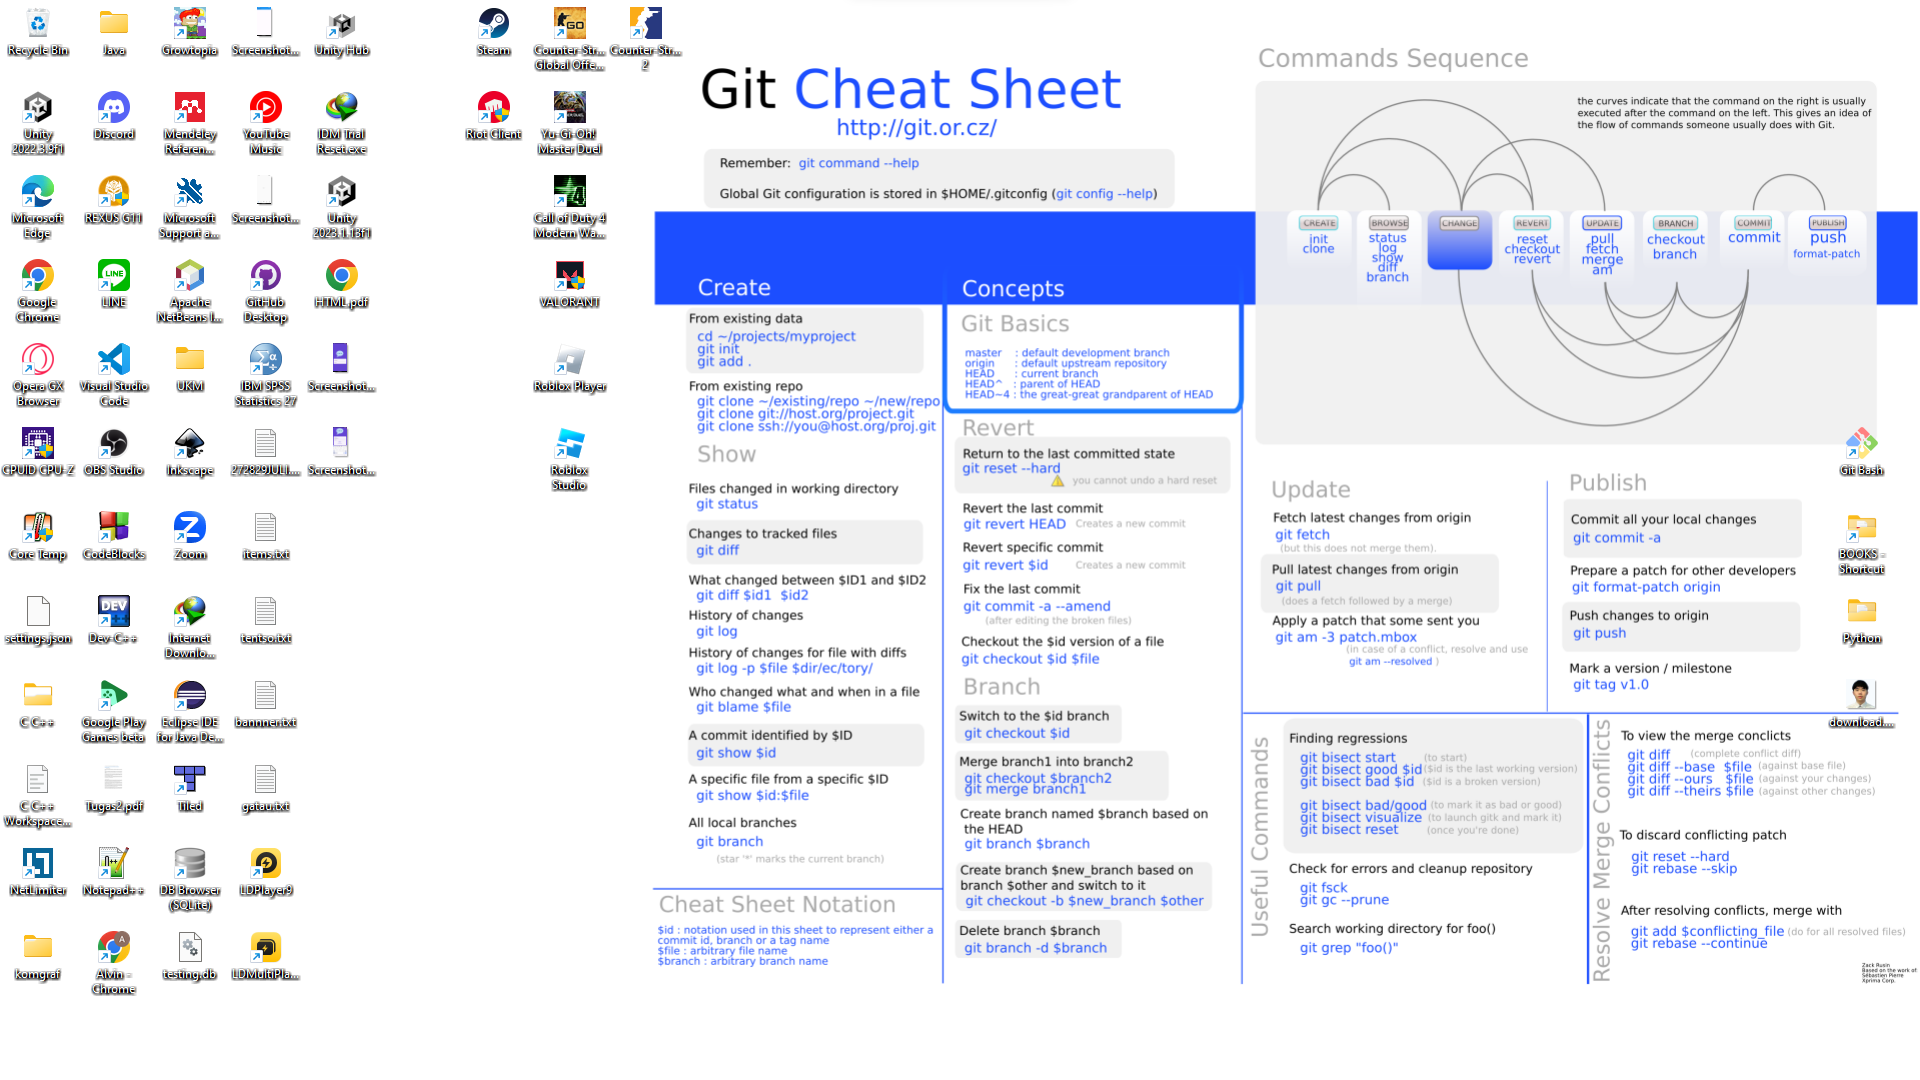 Recycle Bin
Java
Growtopia
Screenshot...
Unity Hub
Steam
Counter-Str...
Global Offe...
Counter-Str...
2
Unity
2022.3.9f1
Discord
Mendeley
Referen...
YouTube
Music
IDM Trial
Reset.exe
Riot Client
Yu-Gi-Oh!
Master Duel
Microsoft
Edge
REXUS G11
Microsoft
Support a...
Screenshot...
Unity
2023.1.13f1
Call of Duty 4
Modern Wa...
Google
Chrome
LINE
Apache
NetBeans I...
GitHub
Desktop
HTML.pdf
VALORANT
Opera GX
Browser
Visual Studio
Code
UKM
IBM SPSS
Statistics 27
Screenshot...
Roblox Player
CPUID CPU-Z
OBS Studio
Inkscape
272829JULI...
Screenshot...
Roblox
Studio
Core Temp
CodeBlocks
Zoom
items.txt
settings.json
Dev-C++
Internet
Downlo...
tentso.txt
C C++
Google Play
Games beta
Eclipse IDE
for Java De...
bannner.txt
C C++
Workspace...
Tugas2.pdf
Tiled
gatau.txt
NetLimiter
Notepad++
DB Browser
(SQLite)
LDPlayer9
komgraf
Alvin -
Chrome
testing.db
LDMultiPla...
Git Cheat Sheet
http://git.or.cz/
Remember: git command --help
Global Git configuration is stored in $HOME/.gitconfig (git config --help)
Create
From existing data
cd ~/projects/myproject
git init
git add .
From existing repo
git clone ~/existing/repo ~/new/repo
git clone git://host.org/project.git
git clone ssh://you@host.org/proj.git
Show
Files changed in working directory
git status
Changes to tracked files
git diff
What changed between $ID1 and $ID2
git diff $id1 $id2
History of changes
git log
History of changes for file with diffs
git log -p $file $dir/ec/tory/
Who changed what and when in a file
git blame $file
A commit identified by $ID
git show $id
A specific file from a specific $ID
git show $id:$file
All local branches
git branch
(star '*' marks the current branch)
Cheat Sheet Notation
$id : notation used in this sheet to represent either a
commit id, branch or a tag name
$file : arbitrary file name
$branch : arbitrary branch name
Concepts
Git Basics
master : default development branch
origin : default upstream repository
HEAD : current branch
HEAD^ : parent of HEAD
HEAD~4 : the great-great grandparent of HEAD
Revert
Return to the last committed state
git reset --hard
you cannot undo a hard reset
Revert the last commit
git revert HEAD Creates a new commit
Revert specific commit
git revert $id Creates a new commit
Fix the last commit
git commit -a --amend
(after editing the broken files)
Checkout the $id version of a file
git checkout $id $file
Branch
Switch to the $id branch
git checkout $id
Merge branch1 into branch2
git checkout $branch2
git merge branch1
Create branch named $branch based on
the HEAD
git branch $branch
Create branch $new_branch based on
branch $other and switch to it
git checkout -b $new_branch $other
Delete branch $branch
git branch -d $branch
Commands Sequence
the curves indicate that the command on the right is usually
executed after the command on the left. This gives an idea of
the flow of commands someone usually does with Git.
CREATE
init
clone
BROWSE
status
log
show
diff
branch
CHANGE
REVERT
reset
checkout
revert
UPDATE
pull
fetch
merge
am
BRANCH
checkout
branch
COMMIT
commit
PUBLISH
push
format-patch
Update
Fetch latest changes from origin
git fetch
(but this does not merge them).
Pull latest changes from origin
git pull
(does a fetch followed by a merge)
Apply a patch that some sent you
git am -3 patch.mbox
(in case of a conflict, resolve and use
git am --resolved )
Publish
Commit all your local changes
git commit -a
Prepare a patch for other developers
git format-patch origin
Push changes to origin
git push
Mark a version / milestone
git tag v1.0
Useful Commands
Finding regressions
git bisect start (to start)
git bisect good $id ($id is the last working version)
git bisect bad $id ($id is a broken version)
git bisect bad/good (to mark it as bad or good)
git bisect visualize (to launch gitk and mark it)
git bisect reset (once you're done)
Check for errors and cleanup repository
git fsck
git gc --prune
Search working directory for foo()
git grep "foo()"
Resolve Merge Conflicts
To view the merge conclicts
git diff (complete conflict diff)
git diff --base $file (against base file)
git diff --ours $file (against your changes)
git diff --theirs $file (against other changes)
To discard conflicting patch
git reset --hard
git rebase --skip
After resolving conflicts, merge with
git add $conflicting_file (do for all resolved files)
git rebase --continue
Zack Rusin
Based on the work of:
Sébastien Pierre
Xprima Corp.
Git Bash
BOOKS -
Shortcut
Python
download....